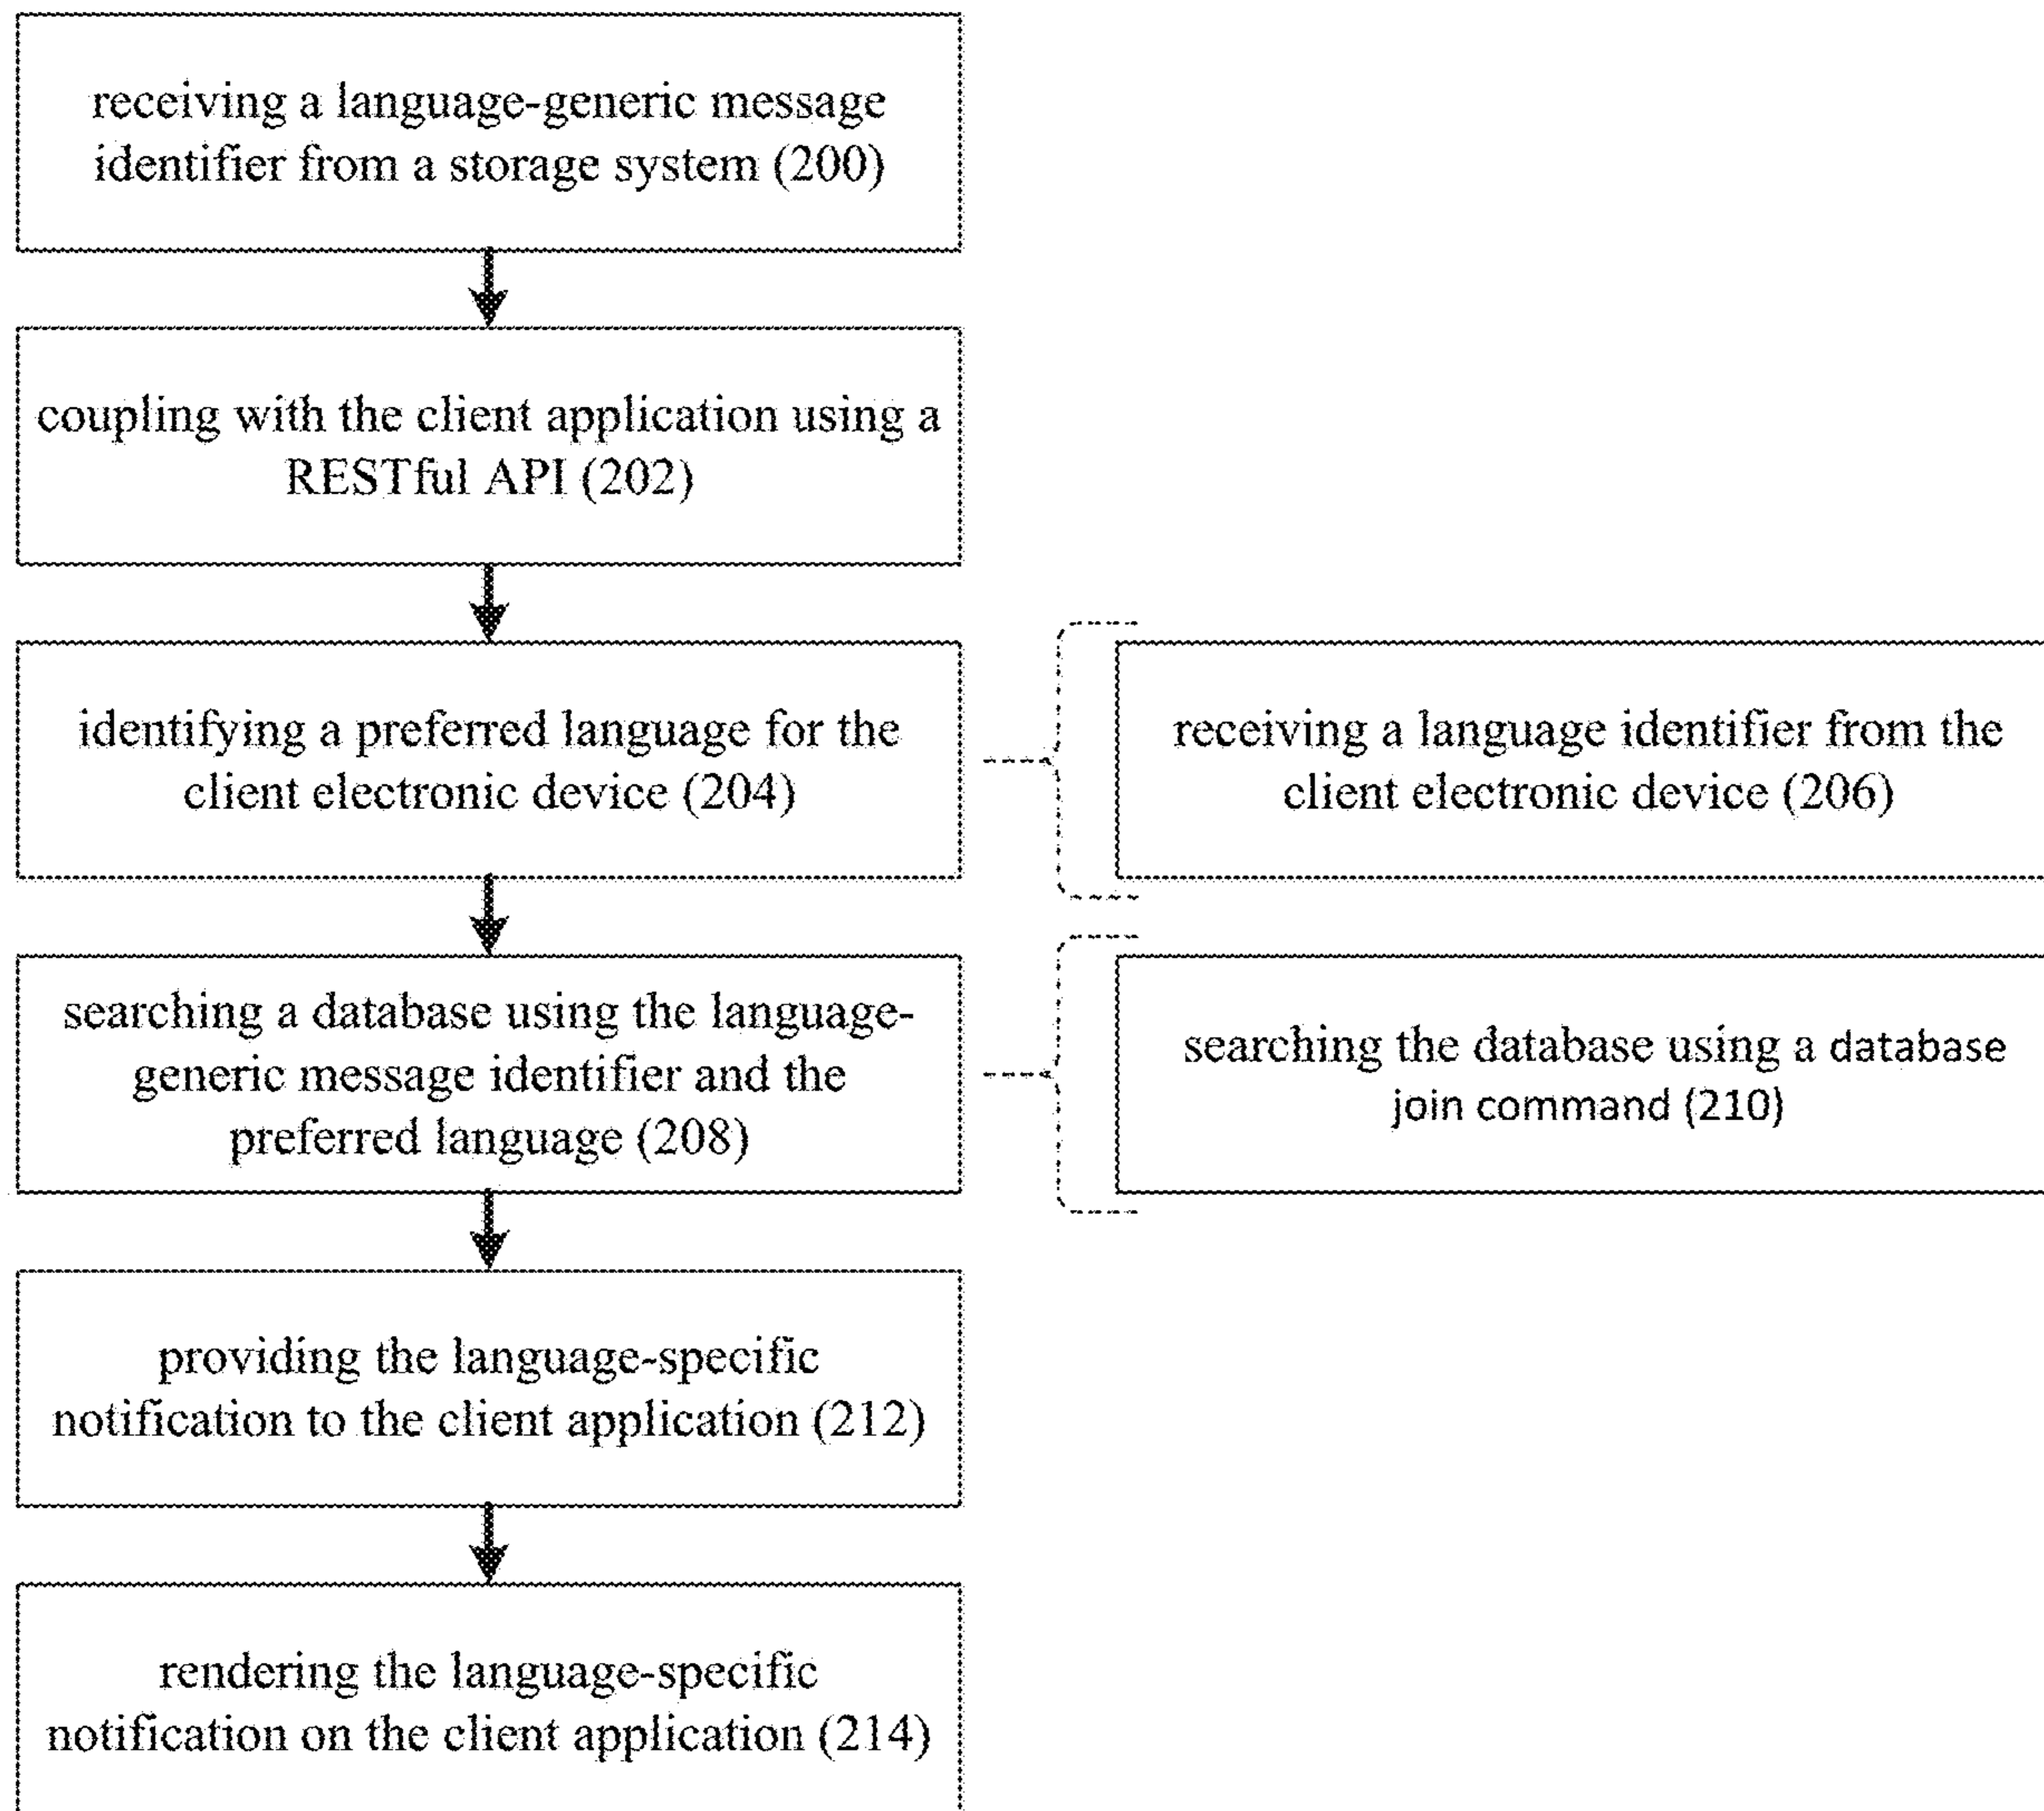 receiving a language-generic message
identifier from a storage system (200)
coupling with the client application using a
RESTful API (202)
identifying a preferred language for the
client electronic device (204)
receiving a language identifier from the
client electronic device (206)
searching a database using the language-
generic message identifier and the
preferred language (208)
searching the database using a database
join command (210)
providing the language-specific
notification to the client application (212)
rendering the language-specific
notification on the client application (214)